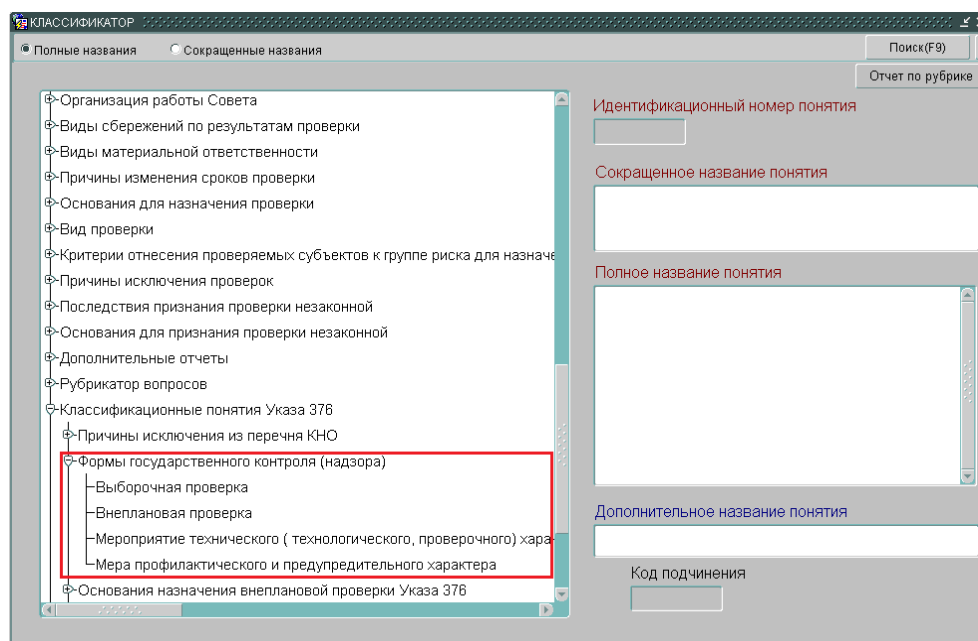 КЛАССИФИКАТОР
Полные названия
Сокращенные названия
Поиск(F9)
Отчет по рубрике
Организация работы Совета
Виды сбережений по результатам проверки
Виды материальной ответственности
Причины изменения сроков проверки
Основания для назначения проверки
Вид проверки
Критерии отнесения проверяемых субъектов к группе риска для назначе
Причины исключения проверок
Последствия признания проверки незаконной
Основания для признания проверки незаконной
Дополнительные отчеты
Рубрикатор вопросов
Классификационные понятия Указа 376
Причины исключения из перечня КНО
Формы государственного контроля (надзора)
Выборочная проверка
Внеплановая проверка
Мероприятие технического ( технологического, проверочного) хара
Мера профилактического и предупредительного характера
Основания назначения внеплановой проверки Указа 376
Идентификационный номер понятия
Сокращенное название понятия
Полное название понятия
Дополнительное название понятия
Код подчинения